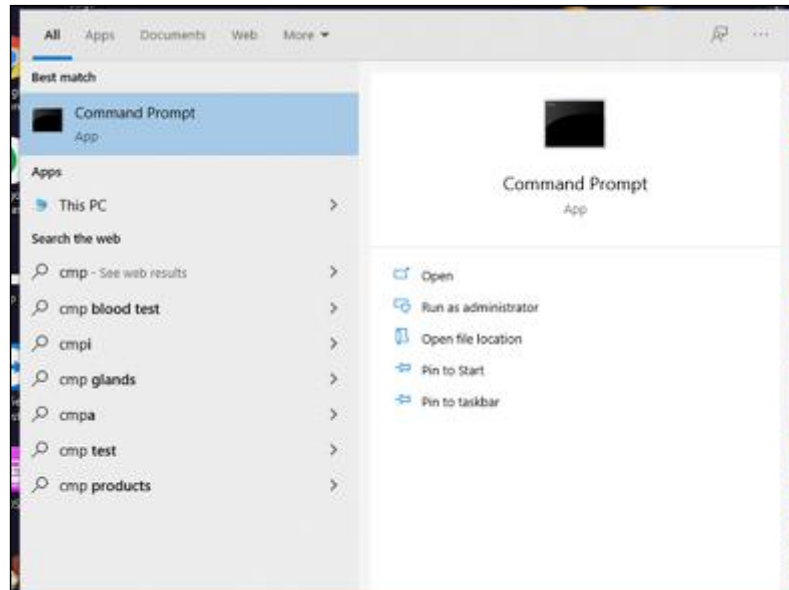 All Apps Documents Web More
Best match
Command Prompt
App
Apps
This PC
Search the web
cmp - See web results
cmp blood test
cmpi
cmp glands
cmpa
cmp test
cmp products
Command Prompt
App
Open
Run as administrator
Open file location
Pin to Start
Pin to taskbar